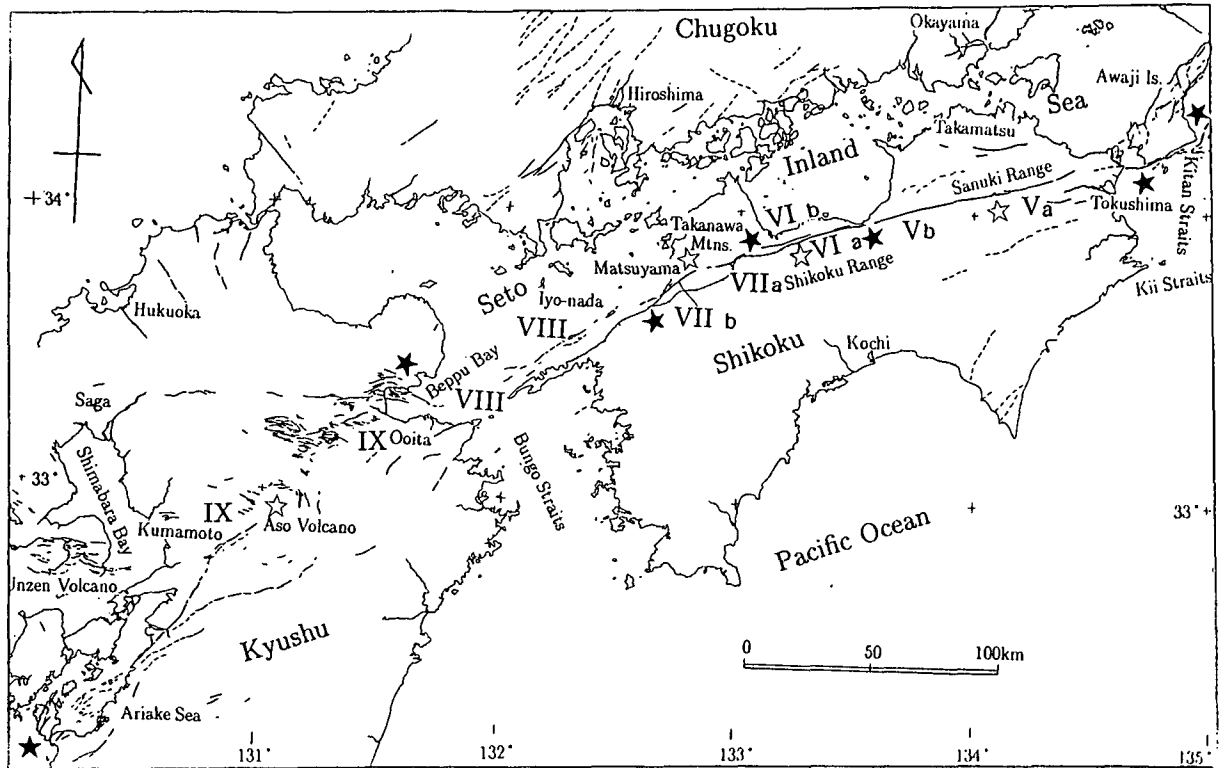 Okayama
Chugoku
Awaji Is.
Hiroshima
Sea
Takamatsu
Inland
Kitan Straits
Sanuki Range
+34°
Tokushima
Takanawa
Mtns.
VI b
Va
Vb
VI a
Matsuyama
Shikoku Range
VIIa
Seto
Iyo-nada
Kii Straits
Hukuoka
VIII
VII b
Shikoku
Kochi
Beppu Bay
VIII
Saga
IX
Ooita
Bungo Straits
Shimabara Bay
+33°
IX
33°+
Kumamoto
Aso Volcano
Pacific Ocean
Unzen Volcano
Kyushu
0
50
100km
Ariake Sea
131°
132°
133°
134°
135°